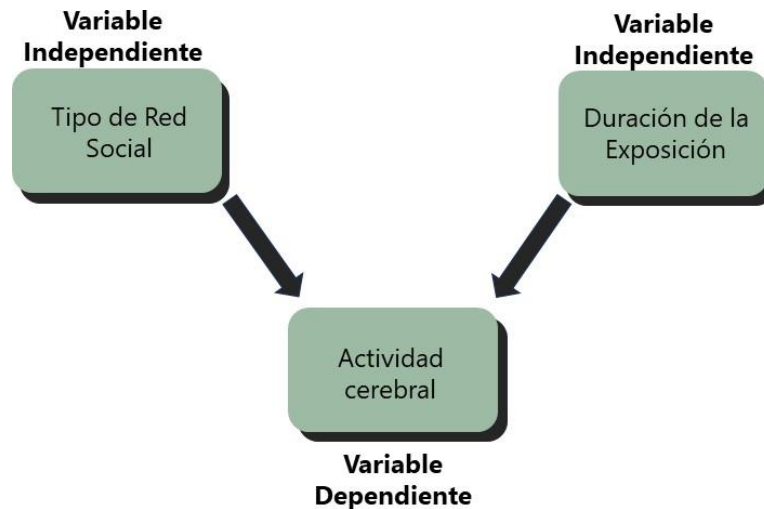 Variable
Independiente
Tipo de Red
Social
Variable
Independiente
Duración de la
Exposición
Actividad
cerebral
Variable
Dependiente